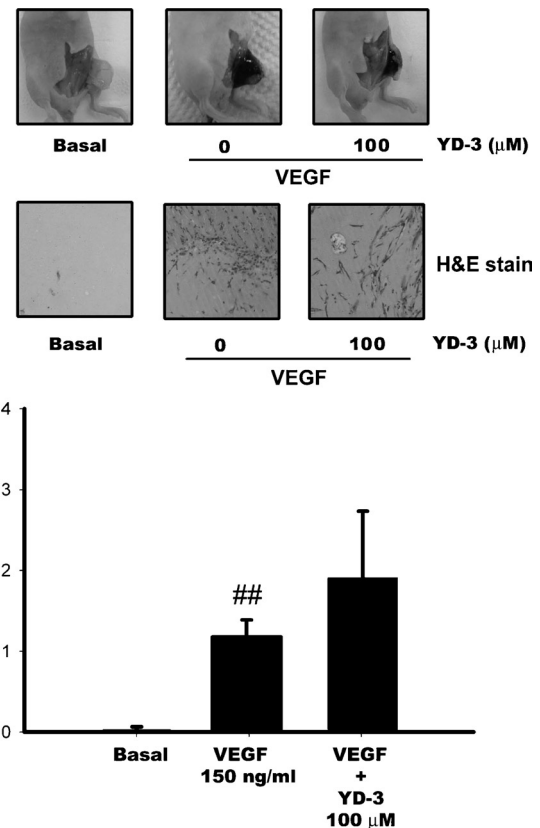 Basal 0 100 YD-3 (μM)
VEGF
H&E stain
Basal 0 100 YD-3 (μM)
VEGF
4
3
2
1
0
##
Basal VEGF VEGF
150 ng/ml +
YD-3
100 μM